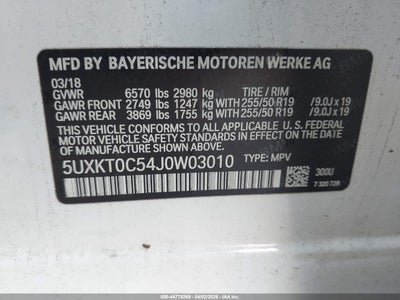 MFD BY BAYERISCHE MOTOREN WERKE AG
03/18
GVWR 6570 lbs 2980 kg TIRE / RIM
GAWR FRONT 2749 lbs 1247 kg 255/50 R19 / 9.0J x 19
GAWR REAR 3869 lbs 1755 kg 255/50 R19 / 9.0J x 19
THIS VEHICLE CONFORMS TO ALL APPLICABLE FEDERAL
MOTOR VEHICLE SAFETY STANDARDS IN EFFECT ON THE
DATE OF MANUFACTURE SHOWN ABOVE.
5UXKT0C54J0W03010 TYPE: MPV
300U
7 320 729